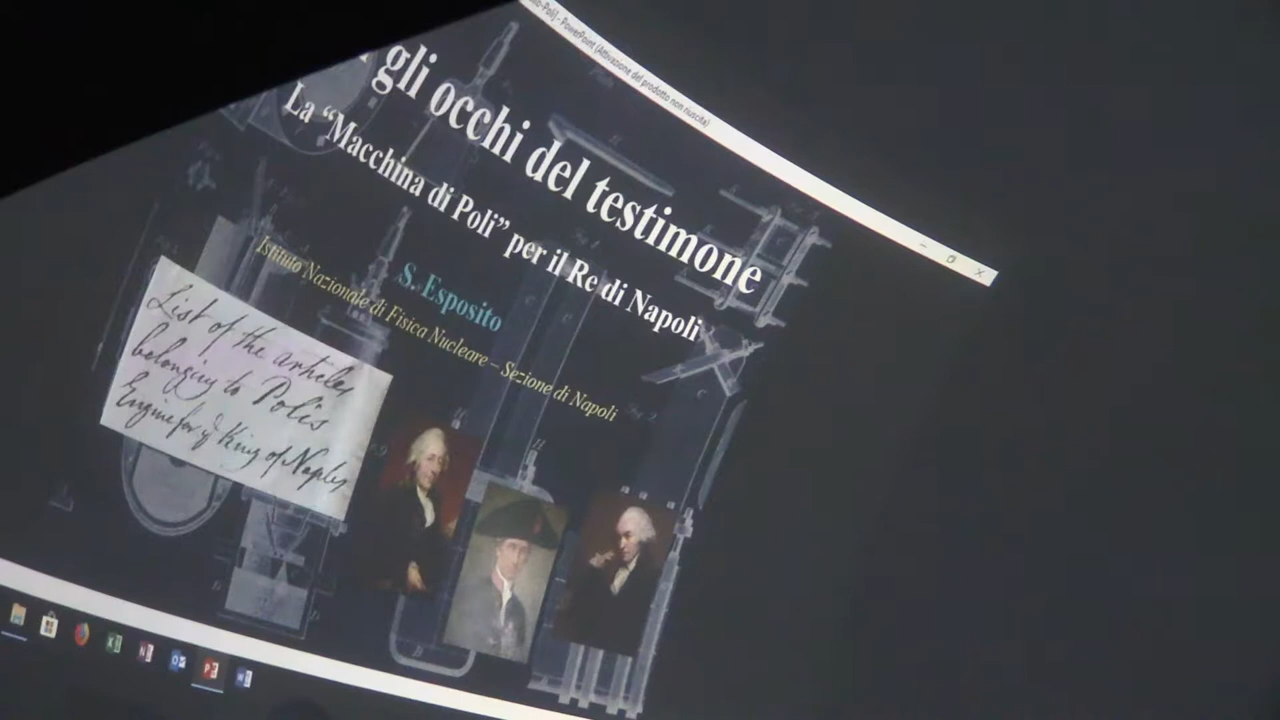 PowerPoint (Attivazione del prodotto non riuscita)
gli occhi del testimone
La “Macchina di Poli” per il Re di Napoli
S. Esposito
Istituto Nazionale di Fisica Nucleare – Sezione di Napoli
List of the articles
belonging to Polis
Engine for ye King of Naples